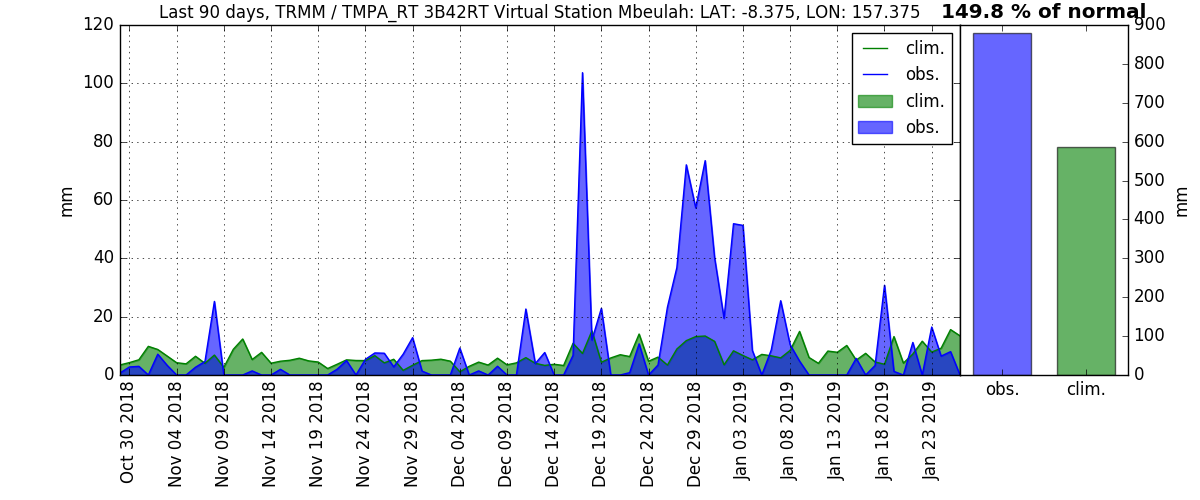 Last 90 days, TRMM / TMPA_RT 3B42RT Virtual Station Mbeulah: LAT: -8.375, LON: 157.375
149.8 % of normal
120
100
80
60
40
20
0
mm
clim.
obs.
clim.
obs.
900
800
700
600
500
400
300
200
100
0
mm
obs.
clim.
Oct 30 2018
Nov 04 2018
Nov 09 2018
Nov 14 2018
Nov 19 2018
Nov 24 2018
Nov 29 2018
Dec 04 2018
Dec 09 2018
Dec 14 2018
Dec 19 2018
Dec 24 2018
Dec 29 2018
Jan 03 2019
Jan 08 2019
Jan 13 2019
Jan 18 2019
Jan 23 2019